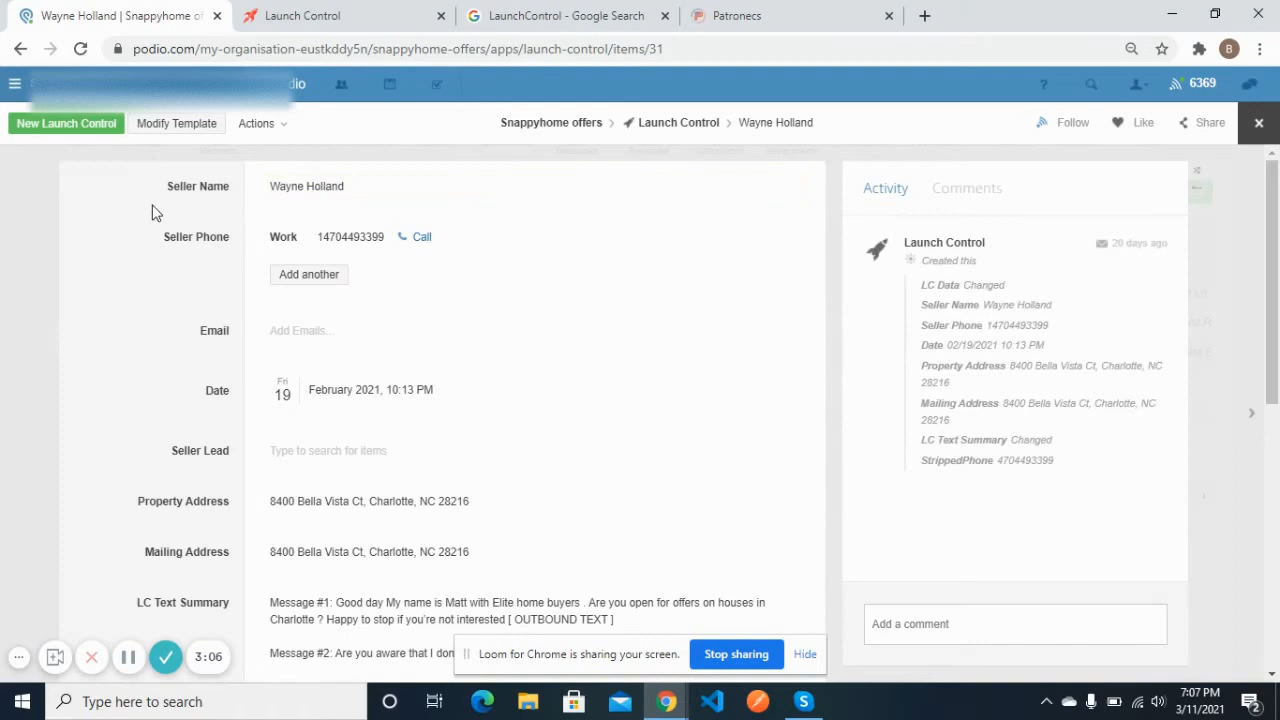 Wayne Holland | Snappyhome of
Launch Control
LaunchControl - Google Search
Patronecs
podio.com/my-organisation-eustkddy5n/snappyhome-offers/apps/launch-control/items/31
B
6369
New Launch Control
Modify Template
Actions
Snappyhome offers > Launch Control > Wayne Holland
Follow
Like
Share
Seller Name
Wayne Holland
Seller Phone
Work 14704493399 Call
Add another
Email
Add Emails...
Date
Fri
19
February 2021, 10:13 PM
Seller Lead
Type to search for items
Property Address
8400 Bella Vista Ct, Charlotte, NC 28216
Mailing Address
8400 Bella Vista Ct, Charlotte, NC 28216
LC Text Summary
Message #1: Good day My name is Matt with Elite home buyers . Are you open for offers on houses in
Charlotte ? Happy to stop if you're not interested [ OUTBOUND TEXT ]
Message #2: Are you aware that I don
Activity
Comments
Launch Control
20 days ago
Created this
LC Data Changed
Seller Name Wayne Holland
Seller Phone 14704493399
Date 02/19/2021 10:13 PM
Property Address 8400 Bella Vista Ct, Charlotte, NC
28216
Mailing Address 8400 Bella Vista Ct, Charlotte, NC
28216
LC Text Summary Changed
StrippedPhone 4704493399
Add a comment
3:06
Loom for Chrome is sharing your screen.
Stop sharing
Hide
Type here to search
7:07 PM
3/11/2021
2